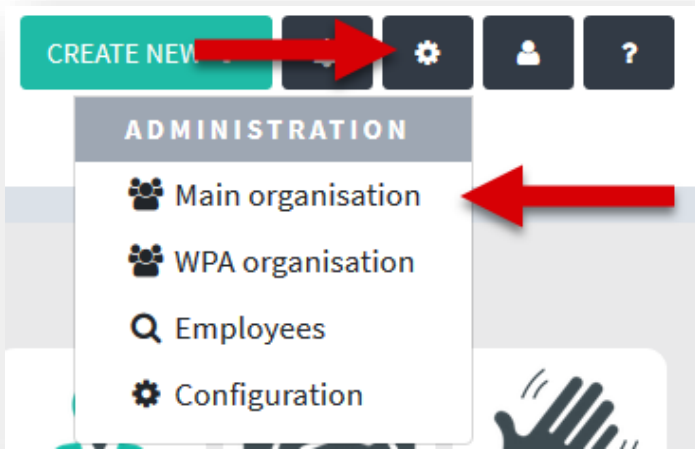 CREATE NEW
?
ADMINISTRATION
Main organisation
WPA organisation
Employees
Configuration